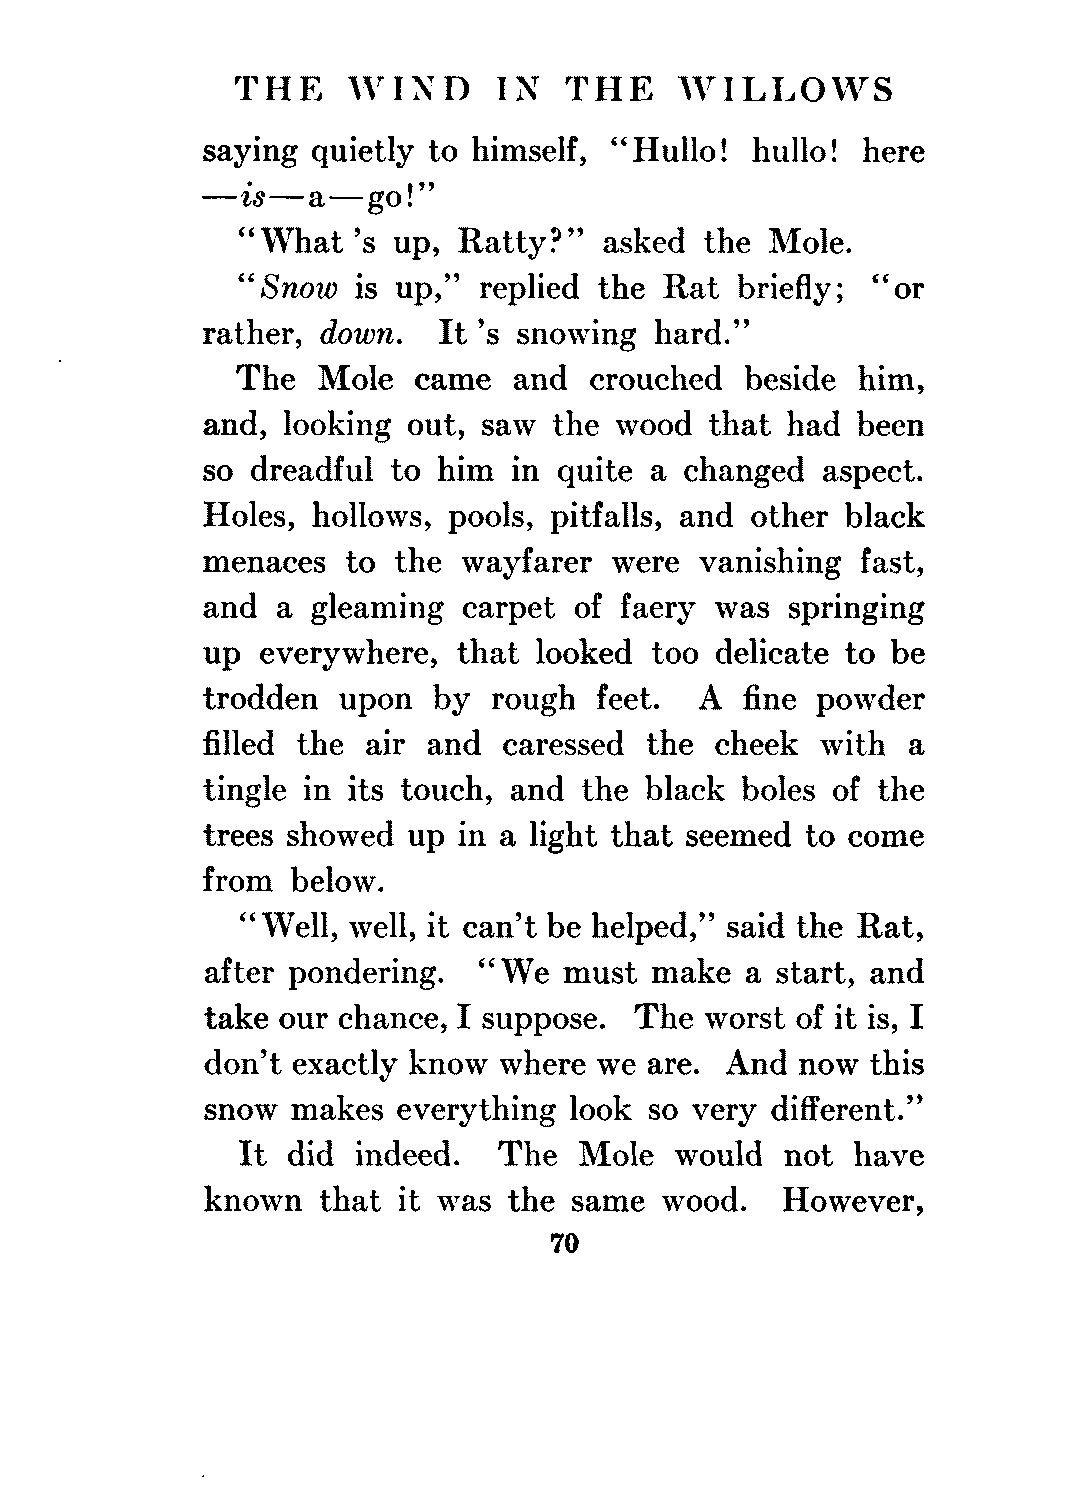 THE WIND IN THE WILLOWS
saying quietly to himself, “Hullo! hullo! here
—is—a—go!”
“What 's up, Ratty?” asked the Mole.
“Snow is up,” replied the Rat briefly; “or
rather, down. It 's snowing hard.”
The Mole came and crouched beside him,
and, looking out, saw the wood that had been
so dreadful to him in quite a changed aspect.
Holes, hollows, pools, pitfalls, and other black
menaces to the wayfarer were vanishing fast,
and a gleaming carpet of faery was springing
up everywhere, that looked too delicate to be
trodden upon by rough feet. A fine powder
filled the air and caressed the cheek with a
tingle in its touch, and the black boles of the
trees showed up in a light that seemed to come
from below.
“Well, well, it can't be helped,” said the Rat,
after pondering. “We must make a start, and
take our chance, I suppose. The worst of it is, I
don't exactly know where we are. And now this
snow makes everything look so very different.”
It did indeed. The Mole would not have
known that it was the same wood. However,
70